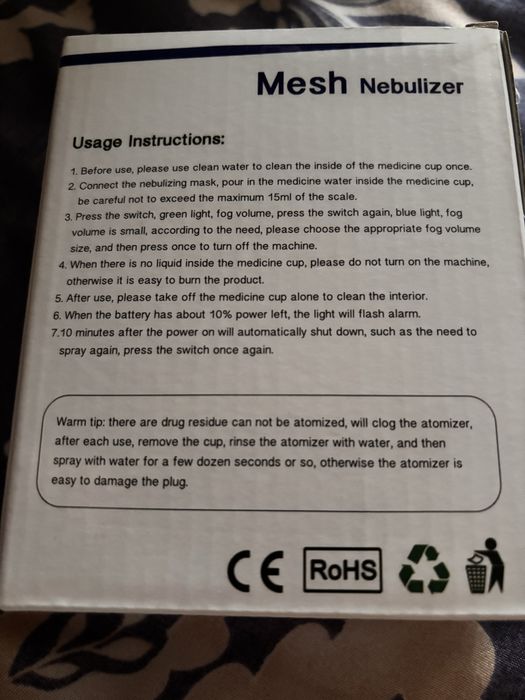 Mesh Nebulizer
Usage Instructions:
1. Before use, please use clean water to clean the inside of the medicine cup once.
2. Connect the nebulizing mask, pour in the medicine water inside the medicine cup,
be careful not to exceed the maximum 15ml of the scale.
3. Press the switch, green light, fog volume, press the switch again, blue light, fog
volume is small, according to the need, please choose the appropriate fog volume
size, and then press once to turn off the machine.
4. When there is no liquid inside the medicine cup, please do not turn on the machine,
otherwise it is easy to burn the product.
5. After use, please take off the medicine cup alone to clean the interior.
6. When the battery has about 10% power left, the light will flash alarm.
7.10 minutes after the power on will automatically shut down, such as the need to
spray again, press the switch once again.
Warm tip: there are drug residue can not be atomized, will clog the atomizer,
after each use, remove the cup, rinse the atomizer with water, and then
spray with water for a few dozen seconds or so, otherwise the atomizer is
easy to damage the plug.
CE RoHS